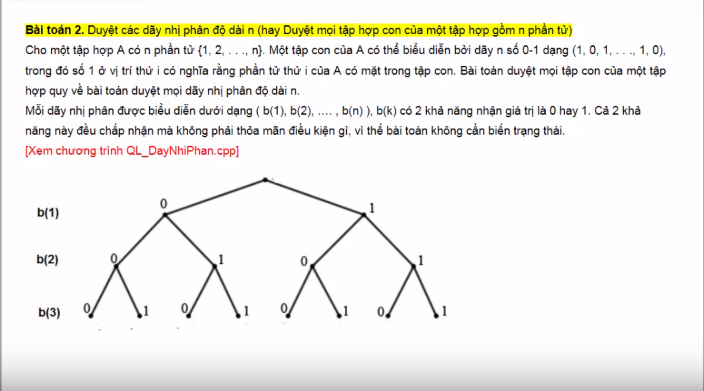 Bài toán 2. Duyệt các dãy nhị phân độ dài n (hay Duyệt mọi tập hợp con của một tập hợp gồm n phần tử)
Cho một tập hợp A có n phần tử {1, 2, . . ., n}. Một tập con của A có thể biểu diễn bởi dãy n số 0-1 dạng (1, 0, 1, . . ., 1, 0),
trong đó số 1 ở vị trí thứ i có nghĩa rằng phần tử thứ i của A có mặt trong tập con. Bài toán duyệt mọi tập con của một tập
hợp quy về bài toán duyệt mọi dãy nhị phân độ dài n.
Mỗi dãy nhị phân được biểu diễn dưới dạng ( b(1), b(2), .... , b(n) ), b(k) có 2 khả năng nhận giá trị là 0 hay 1. Cả 2 khả
năng này đều chấp nhận mà không phải thỏa mãn điều kiện gì, vì thế bài toán không cần biến trạng thái.
[Xem chương trình QL_DayNhiPhan.cpp]
0 1
b(1)
b(2) 0 1 0 1
b(3) 0 1 0 1 0 1 0 1